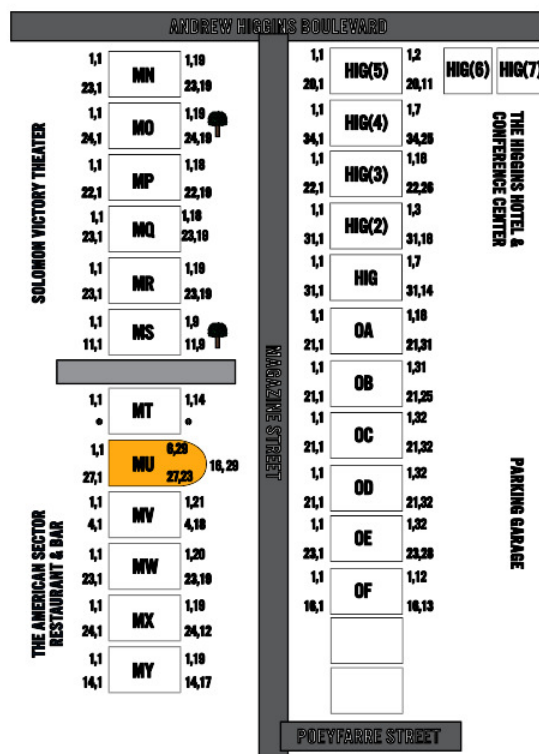 ANDREW HIGGINS BOULEVARD
SOLOMON VICTORY THEATER
1,1 1,19
MN
23,1 23,19
1,1 1,19
MO
24,1 24,19
1,1 1,18
MP
22,1 22,19
1,1 1,18
MQ
23,1 23,19
1,1 1,19
MR
23,1 23,19
1,1 1,9
MS
11,1 11,9
THE AMERICAN SECTOR
RESTAURANT & BAR
1,1 1,14
MT
1,1 6,29
MU 16,29
27,1 27,23
1,1 1,21
MV
4,1 4,18
1,1 1,20
MW
23,1 23,19
1,1 1,19
MX
24,1 24,12
1,1 1,19
MY
14,1 14,17
MAGAZINE STREET
1,1 1,2
HIG(5) HIG(6) HIG(7)
20,1 20,11
1,1 1,7
HIG(4)
34,1 34,25
1,1 1,16
HIG(3)
22,1 22,26
1,1 1,3
HIG(2)
31,1 31,16
1,1 1,7
HIG
31,1 31,14
THE HIGGINS HOTEL &
CONFERENCE CENTER
1,1 1,18
OA
21,1 21,31
1,1 1,31
OB
21,1 21,25
1,1 1,32
OC
21,1 21,32
1,1 1,32
OD
21,1 21,32
1,1 1,32
OE
23,1 23,28
1,1 1,12
OF
16,1 16,13
PARKING GARAGE
POEYFARRE STREET